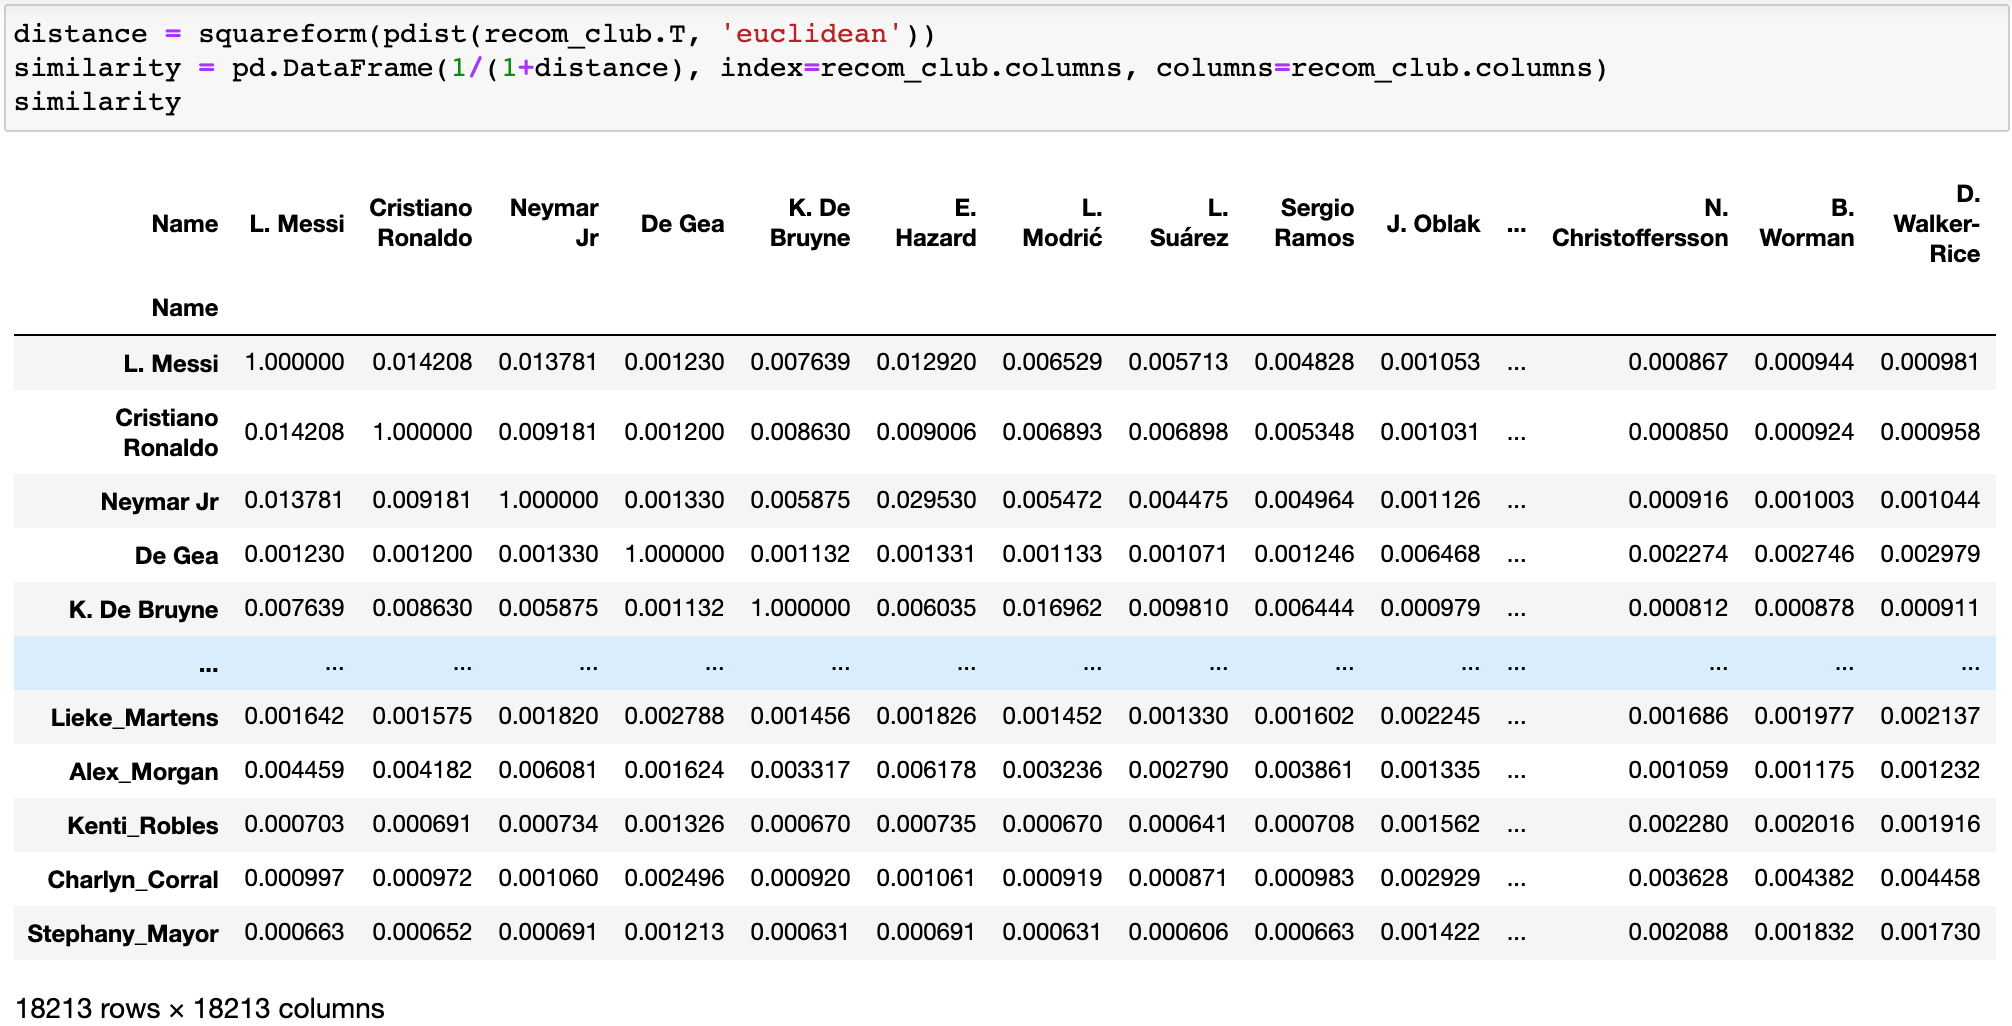 distance = squareform(pdist(recom_club.T, 'euclidean'))
similarity = pd.DataFrame(1/(1+distance), index=recom_club.columns, columns=recom_club.columns)
similarity
Name L. Messi Cristiano Ronaldo Neymar Jr De Gea K. De Bruyne E. Hazard L. Modrić L. Suárez Sergio Ramos J. Oblak ... N. Christoffersson B. Worman D. Walker-Rice
Name
L. Messi 1.000000 0.014208 0.013781 0.001230 0.007639 0.012920 0.006529 0.005713 0.004828 0.001053 ... 0.000867 0.000944 0.000981
Cristiano Ronaldo 0.014208 1.000000 0.009181 0.001200 0.008630 0.009006 0.006893 0.006898 0.005348 0.001031 ... 0.000850 0.000924 0.000958
Neymar Jr 0.013781 0.009181 1.000000 0.001330 0.005875 0.029530 0.005472 0.004475 0.004964 0.001126 ... 0.000916 0.001003 0.001044
De Gea 0.001230 0.001200 0.001330 1.000000 0.001132 0.001331 0.001133 0.001071 0.001246 0.006468 ... 0.002274 0.002746 0.002979
K. De Bruyne 0.007639 0.008630 0.005875 0.001132 1.000000 0.006035 0.016962 0.009810 0.006444 0.000979 ... 0.000812 0.000878 0.000911
... ... ... ... ... ... ... ... ... ... ... ... ... ... ...
Lieke_Martens 0.001642 0.001575 0.001820 0.002788 0.001456 0.001826 0.001452 0.001330 0.001602 0.002245 ... 0.001686 0.001977 0.002137
Alex_Morgan 0.004459 0.004182 0.006081 0.001624 0.003317 0.006178 0.003236 0.002790 0.003861 0.001335 ... 0.001059 0.001175 0.001232
Kenti_Robles 0.000703 0.000691 0.000734 0.001326 0.000670 0.000735 0.000670 0.000641 0.000708 0.001562 ... 0.002280 0.002016 0.001916
Charlyn_Corral 0.000997 0.000972 0.001060 0.002496 0.000920 0.001061 0.000919 0.000871 0.000983 0.002929 ... 0.003628 0.004382 0.004458
Stephany_Mayor 0.000663 0.000652 0.000691 0.001213 0.000631 0.000691 0.000631 0.000606 0.000663 0.001422 ... 0.002088 0.001832 0.001730
18213 rows × 18213 columns